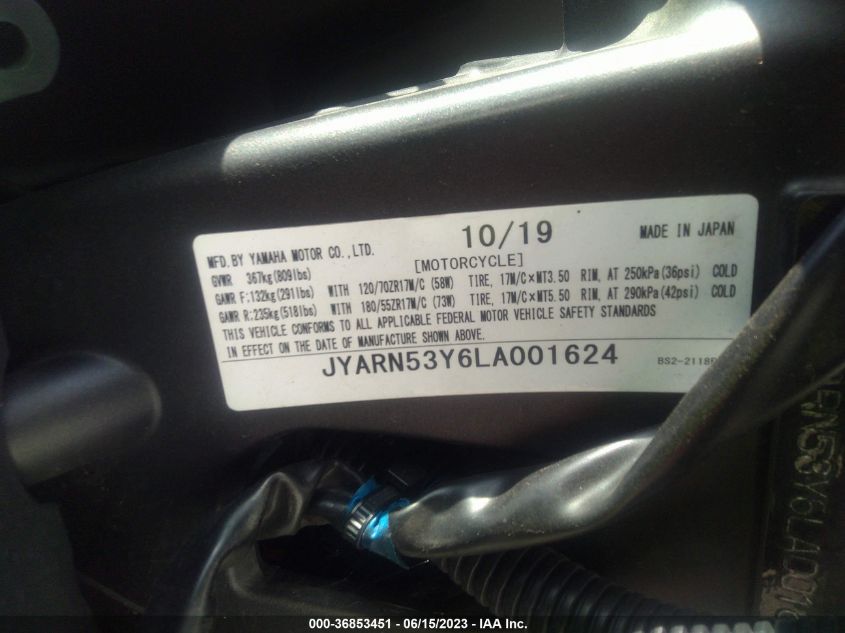 MFD. BY YAMAHA MOTOR CO., LTD. 10/19 MADE IN JAPAN
[MOTORCYCLE]
GVWR 367kg(809lbs)
GAWR F:132kg(291lbs) WITH 120/70ZR17M/C (58W) TIRE, 17M/C×MT3.50 RIM, AT 250kPa(36psi) COLD
GAWR R:235kg(518lbs) WITH 180/55ZR17M/C (73W) TIRE, 17M/C×MT5.50 RIM, AT 290kPa(42psi) COLD
THIS VEHICLE CONFORMS TO ALL APPLICABLE FEDERAL MOTOR VEHICLE SAFETY STANDARDS
IN EFFECT ON THE DATE OF MANUFACTURE SHOWN ABOVE.
JYARN53Y6LA001624 BS2-2118
000-36853451 - 06/15/2023 - IAA Inc.